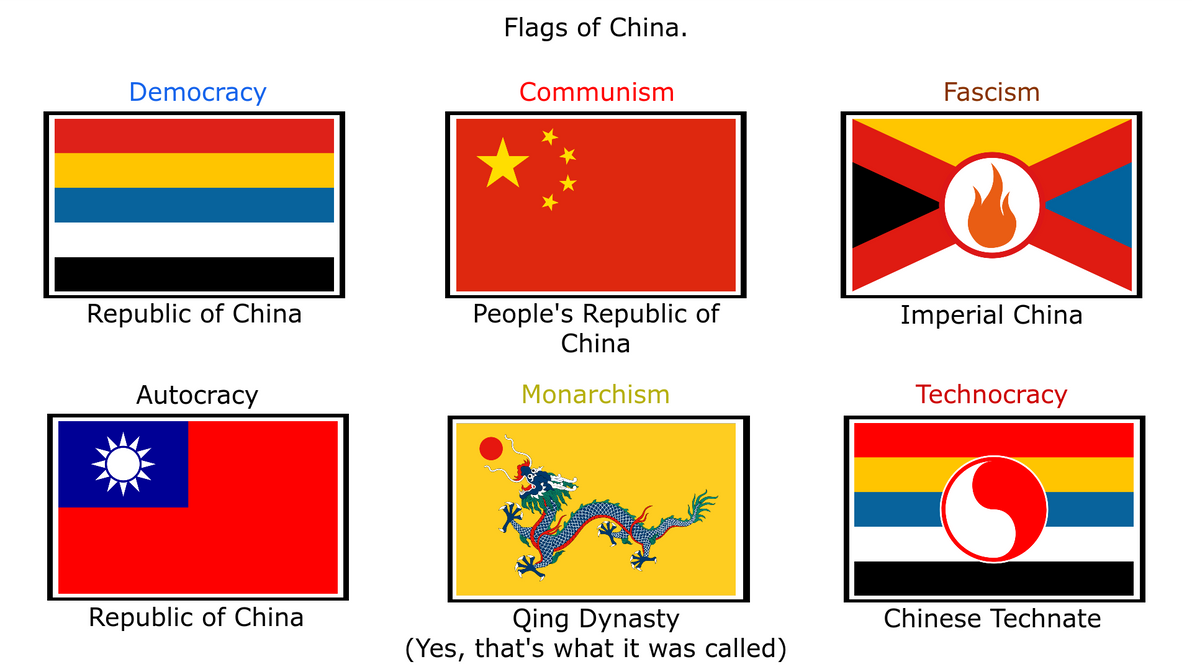 Flags of China.
Democracy
Communism
Fascism
Republic of China
People's Republic of
China
Imperial China
Autocracy
Monarchism
Technocracy
Republic of China
Qing Dynasty
(Yes, that's what it was called)
Chinese Technate